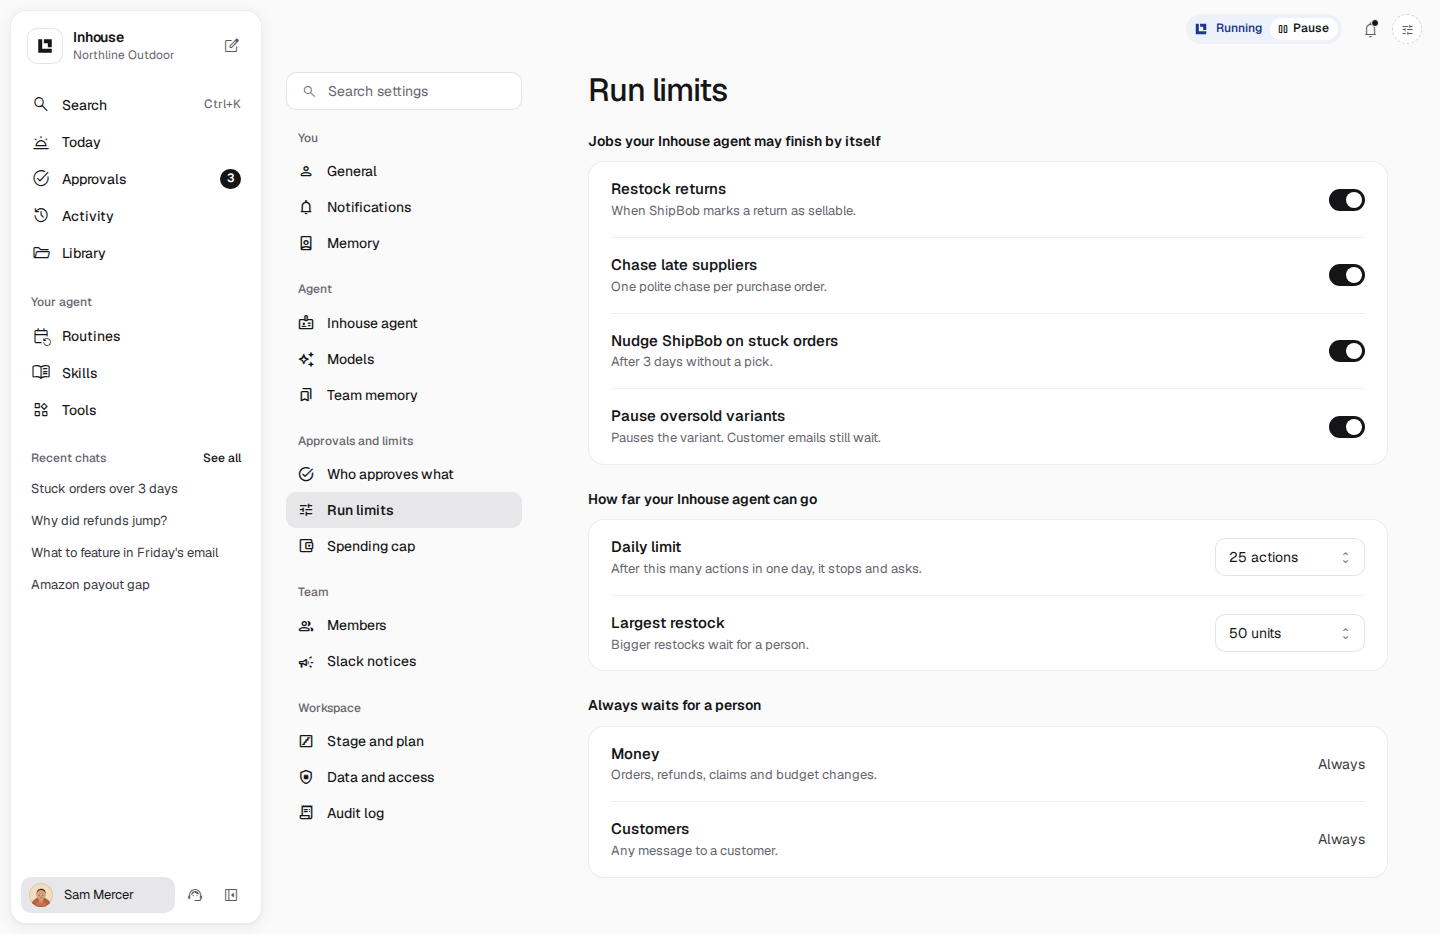 Inhouse
Northline Outdoor
Search
Ctrl+K
Today
Approvals
3
Activity
Library
Your agent
Routines
Skills
Tools
Recent chats
See all
Stuck orders over 3 days
Why did refunds jump?
What to feature in Friday's email
Amazon payout gap
Sam Mercer
Search settings
You
General
Notifications
Memory
Agent
Inhouse agent
Models
Team memory
Approvals and limits
Who approves what
Run limits
Spending cap
Team
Members
Slack notices
Workspace
Stage and plan
Data and access
Audit log
Running
Pause
Run limits
Jobs your Inhouse agent may finish by itself
Restock returns
When ShipBob marks a return as sellable.
Chase late suppliers
One polite chase per purchase order.
Nudge ShipBob on stuck orders
After 3 days without a pick.
Pause oversold variants
Pauses the variant. Customer emails still wait.
How far your Inhouse agent can go
Daily limit
After this many actions in one day, it stops and asks.
25 actions
Largest restock
Bigger restocks wait for a person.
50 units
Always waits for a person
Money
Orders, refunds, claims and budget changes.
Always
Customers
Any message to a customer.
Always